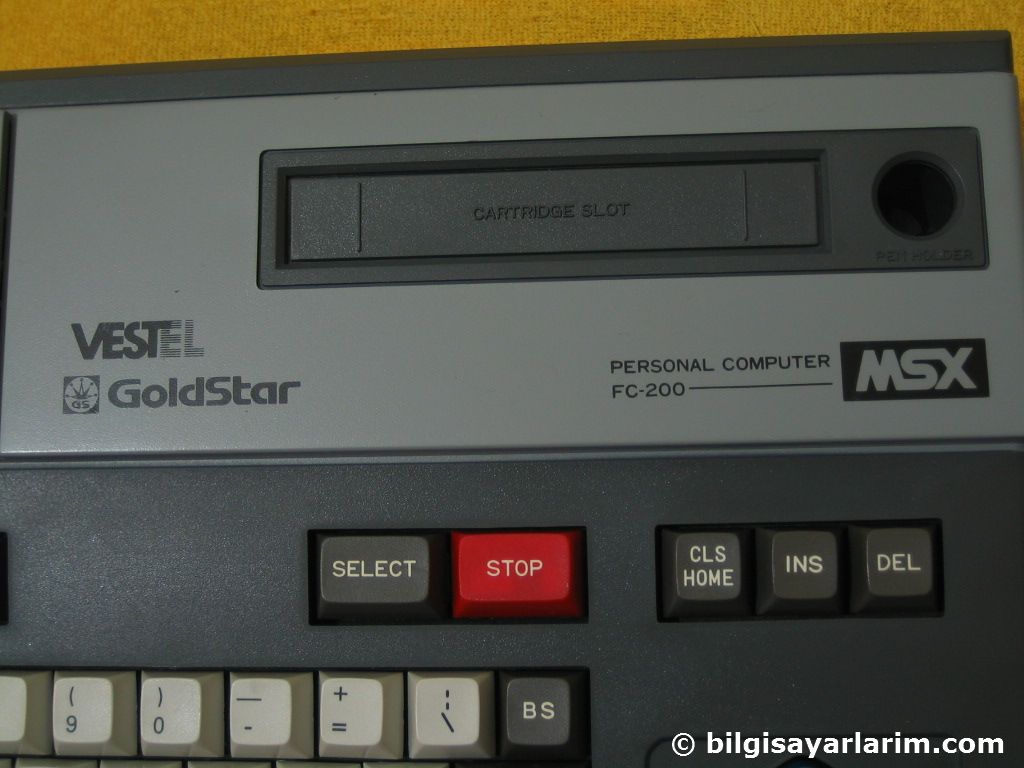 CARTRIDGE SLOT
PEN HOLDER
VESTEL
GS GoldStar
PERSONAL COMPUTER
FC-200
MSX
SELECT
STOP
CLS
HOME
INS
DEL
( ) — + ¦
9 0 - = \
BS
© bilgisayarlarim.com